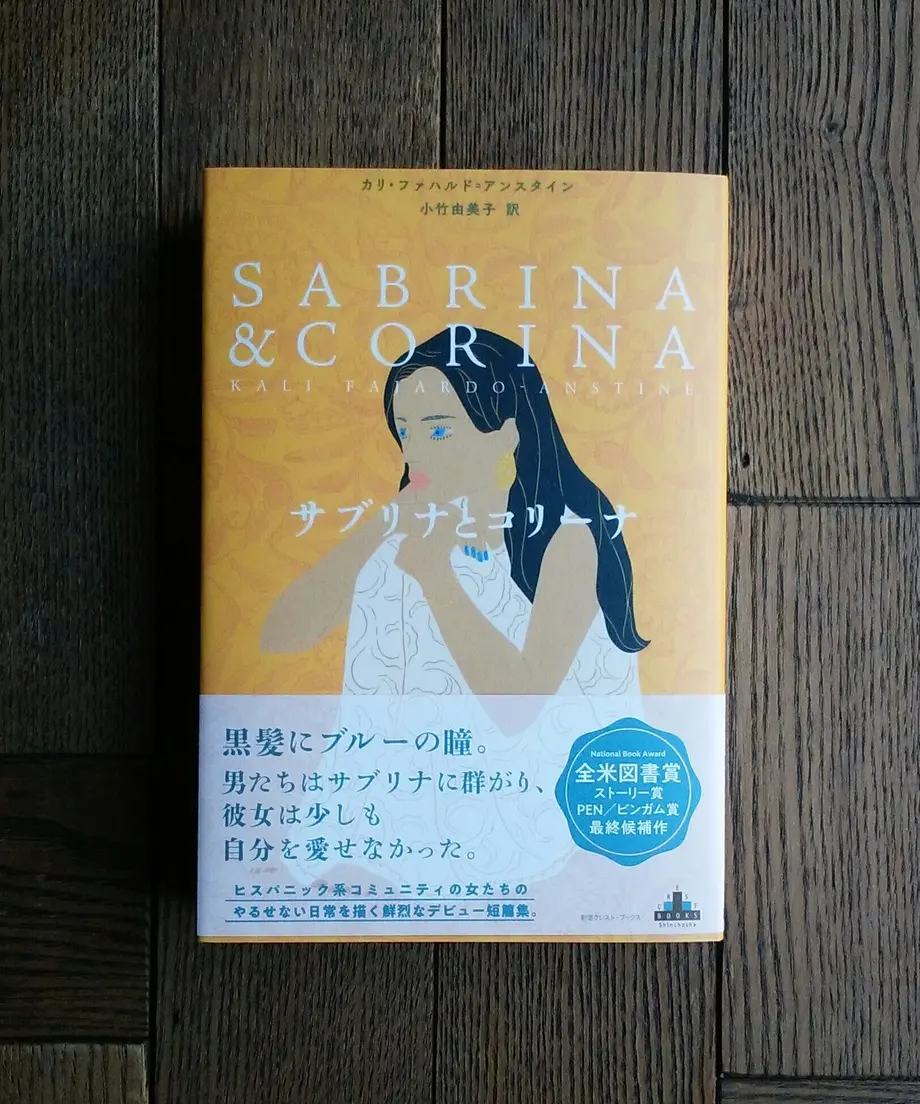 カリ・ファハルド=アンスタイン
小竹由美子 訳
SABRINA
&CORINA
KALI FAJARDO-ANSTINE
サブリナとコリーナ
黒髪にブルーの瞳。
男たちはサブリナに群がり、
彼女は少しも
自分を愛せなかった。
ヒスパニック系コミュニティの女たちの
やるせない日常を描く鮮烈なデビュー短篇集。
National Book Award
全米図書賞
ストーリー賞
PEN/ビンガム賞
最終候補作
新潮クレスト・ブックス
CREST
BOOKS
Shinchosha